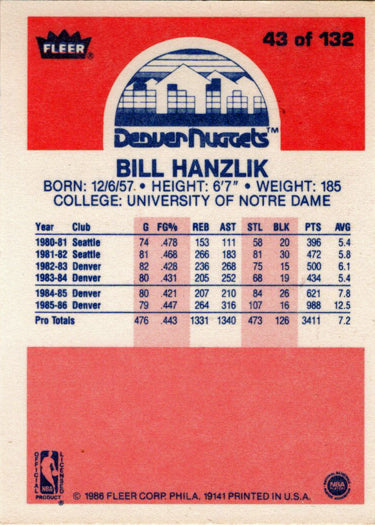 FLEER®
43 of 132
Denver Nuggets™
BILL HANZLIK
BORN: 12/6/57 • HEIGHT: 6'7" • WEIGHT: 185
COLLEGE: UNIVERSITY OF NOTRE DAME
Year Club G FG% REB AST STL BLK PTS AVG
1980-81 Seattle 74 .478 153 111 58 20 396 5.4
1981-82 Seattle 81 .468 266 183 81 30 472 5.8
1982-83 Denver 82 .428 236 268 75 15 500 6.1
1983-84 Denver 80 .431 205 252 68 19 434 5.4
1984-85 Denver 80 .421 207 210 84 26 621 7.8
1985-86 Denver 79 .447 264 316 107 16 988 12.5
Pro Totals 476 .443 1331 1340 473 126 3411 7.2
OFFICIAL LICENSED
NBA
PRODUCT
NBA
© 1986 FLEER CORP. PHILA. 19141 PRINTED IN U.S.A.